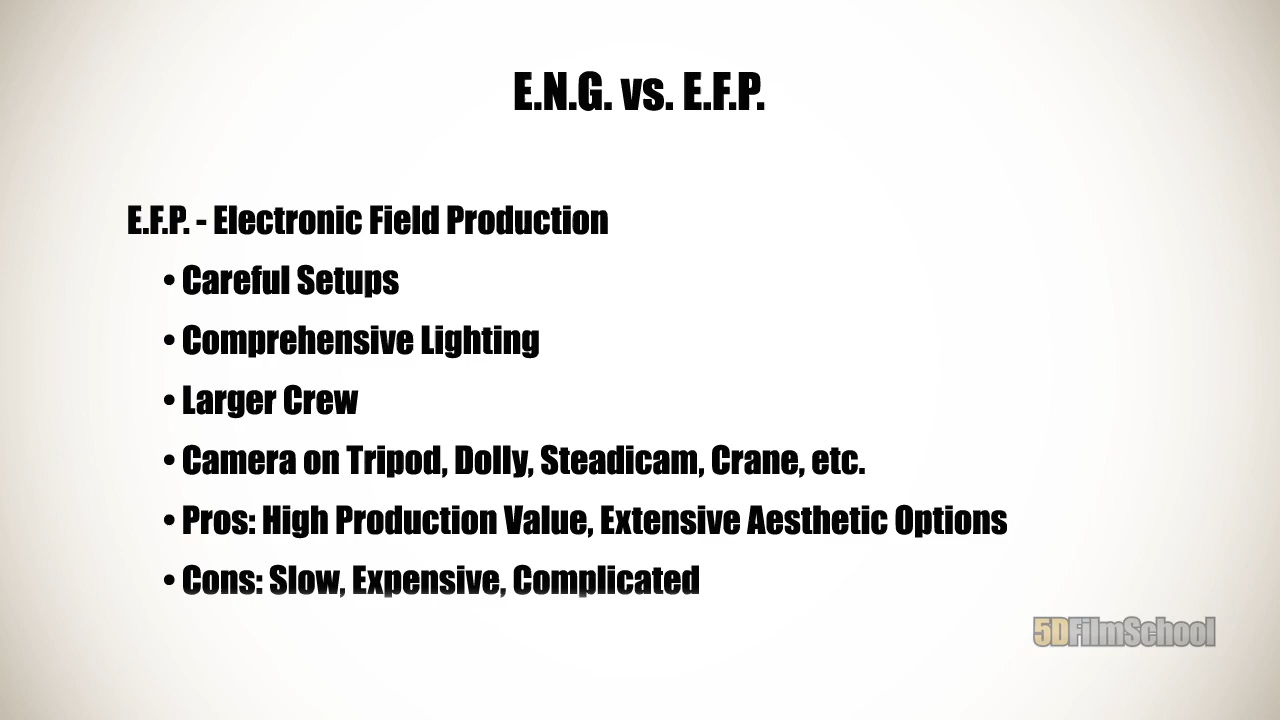 E.N.G. vs. E.F.P.
E.F.P. - Electronic Field Production
• Careful Setups
• Comprehensive Lighting
• Larger Crew
• Camera on Tripod, Dolly, Steadicam, Crane, etc.
• Pros: High Production Value, Extensive Aesthetic Options
• Cons: Slow, Expensive, Complicated
5DFilmSchool